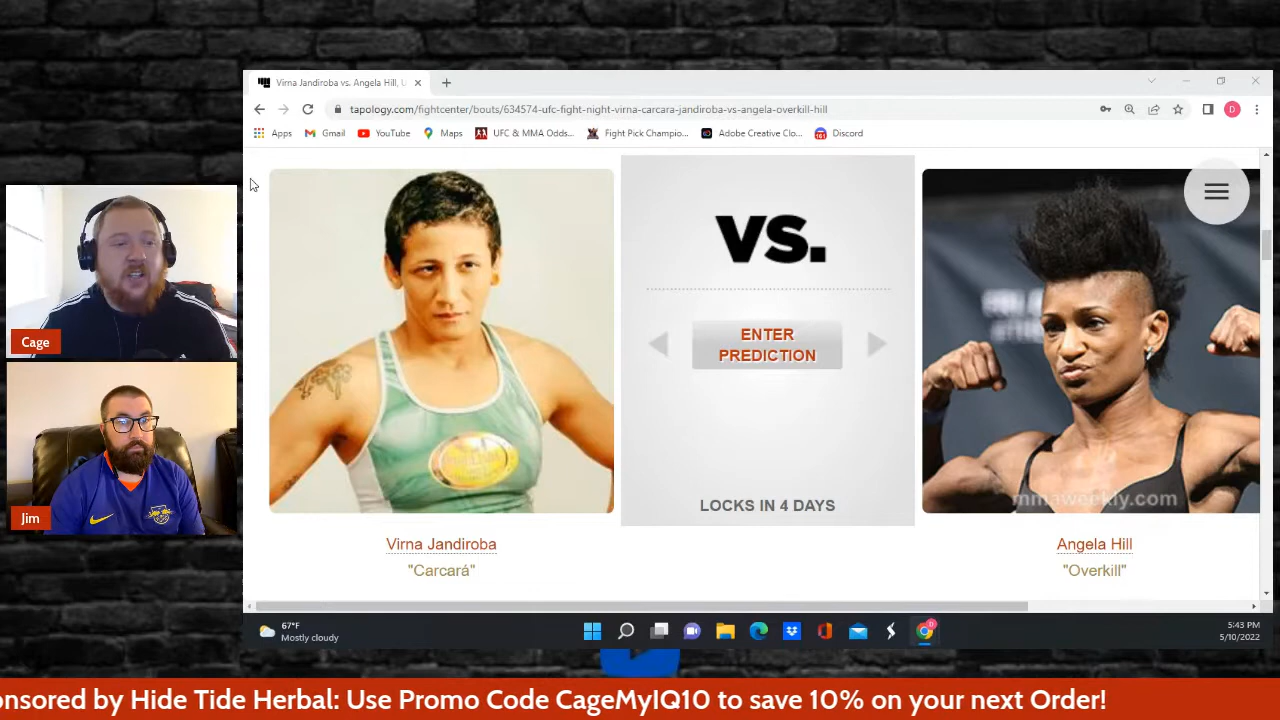 Virna Jandiroba vs. Angela Hill, U
tapology.com/fightcenter/bouts/634574-ufc-fight-night-virna-carcara-jandiroba-vs-angela-overkill-hill
D
Apps
Gmail
YouTube
Maps
UFC & MMA Odds...
Fight Pick Champio...
Adobe Creative Clo...
Discord
VS.
ENTER
PREDICTION
LOCKS IN 4 DAYS
mmaweekly.com
Virna Jandiroba
"Carcará"
Angela Hill
"Overkill"
Cage
Jim
67°F
Mostly cloudy
5:43 PM
5/10/2022
onsored by Hide Tide Herbal: Use Promo Code CageMyIQ10 to save 10% on your next Order!